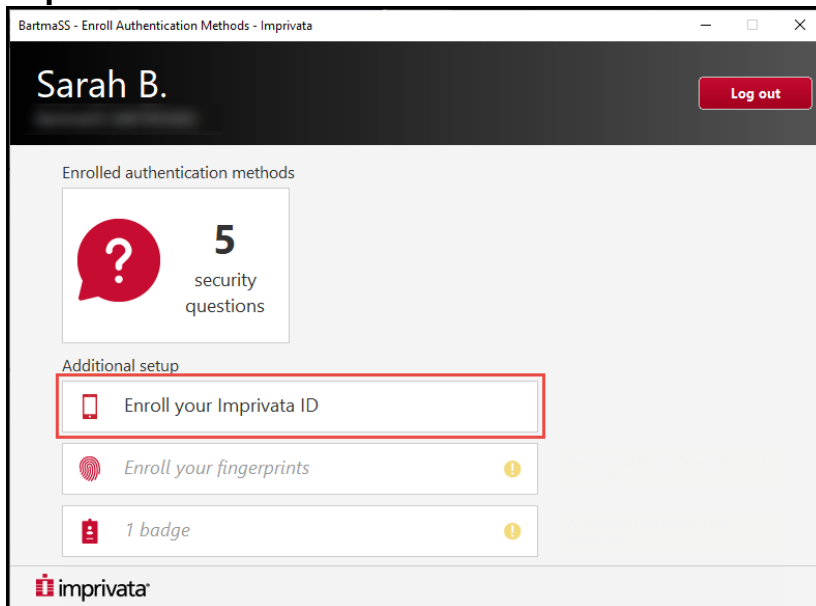 BartmaSS - Enroll Authentication Methods - Imprivata
Sarah B.
Log out
Enrolled authentication methods
5
security
questions
Additional setup
Enroll your Imprivata ID
Enroll your fingerprints
1 badge
imprivata